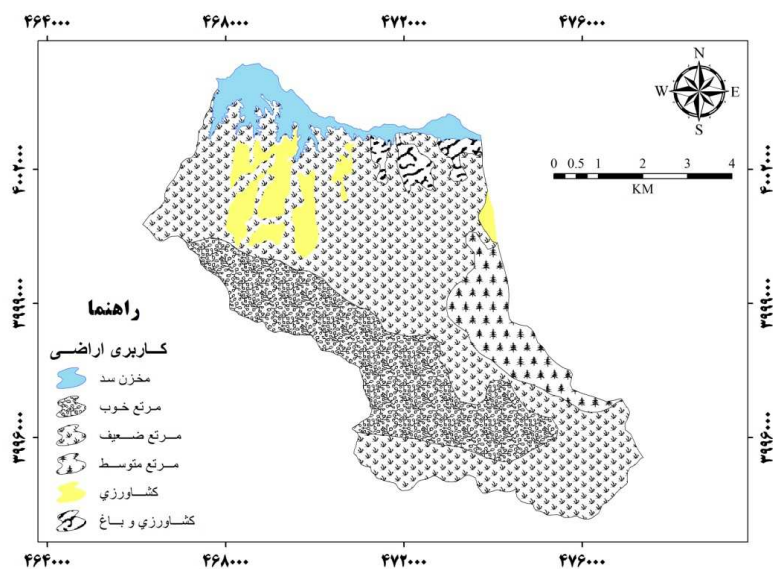 ۴۶۴۰۰۰ ۴۶۸۰۰۰ ۴۷۲۰۰۰ ۴۷۶۰۰۰
N
W E
S
۴۰۰۲۰۰۰ ۴۰۰۲۰۰۰
0 0.5 1 2 3 4
KM
۳۹۹۹۰۰۰ ۳۹۹۹۰۰۰
راهنما
کاربری اراضی
مخزن سد
مرتع خوب
مرتع ضعیف
مرتع متوسط
کشاورزي
کشاورزي و باغ
۳۹۹۶۰۰۰ ۳۹۹۶۰۰۰
۴۶۴۰۰۰ ۴۶۸۰۰۰ ۴۷۲۰۰۰ ۴۷۶۰۰۰